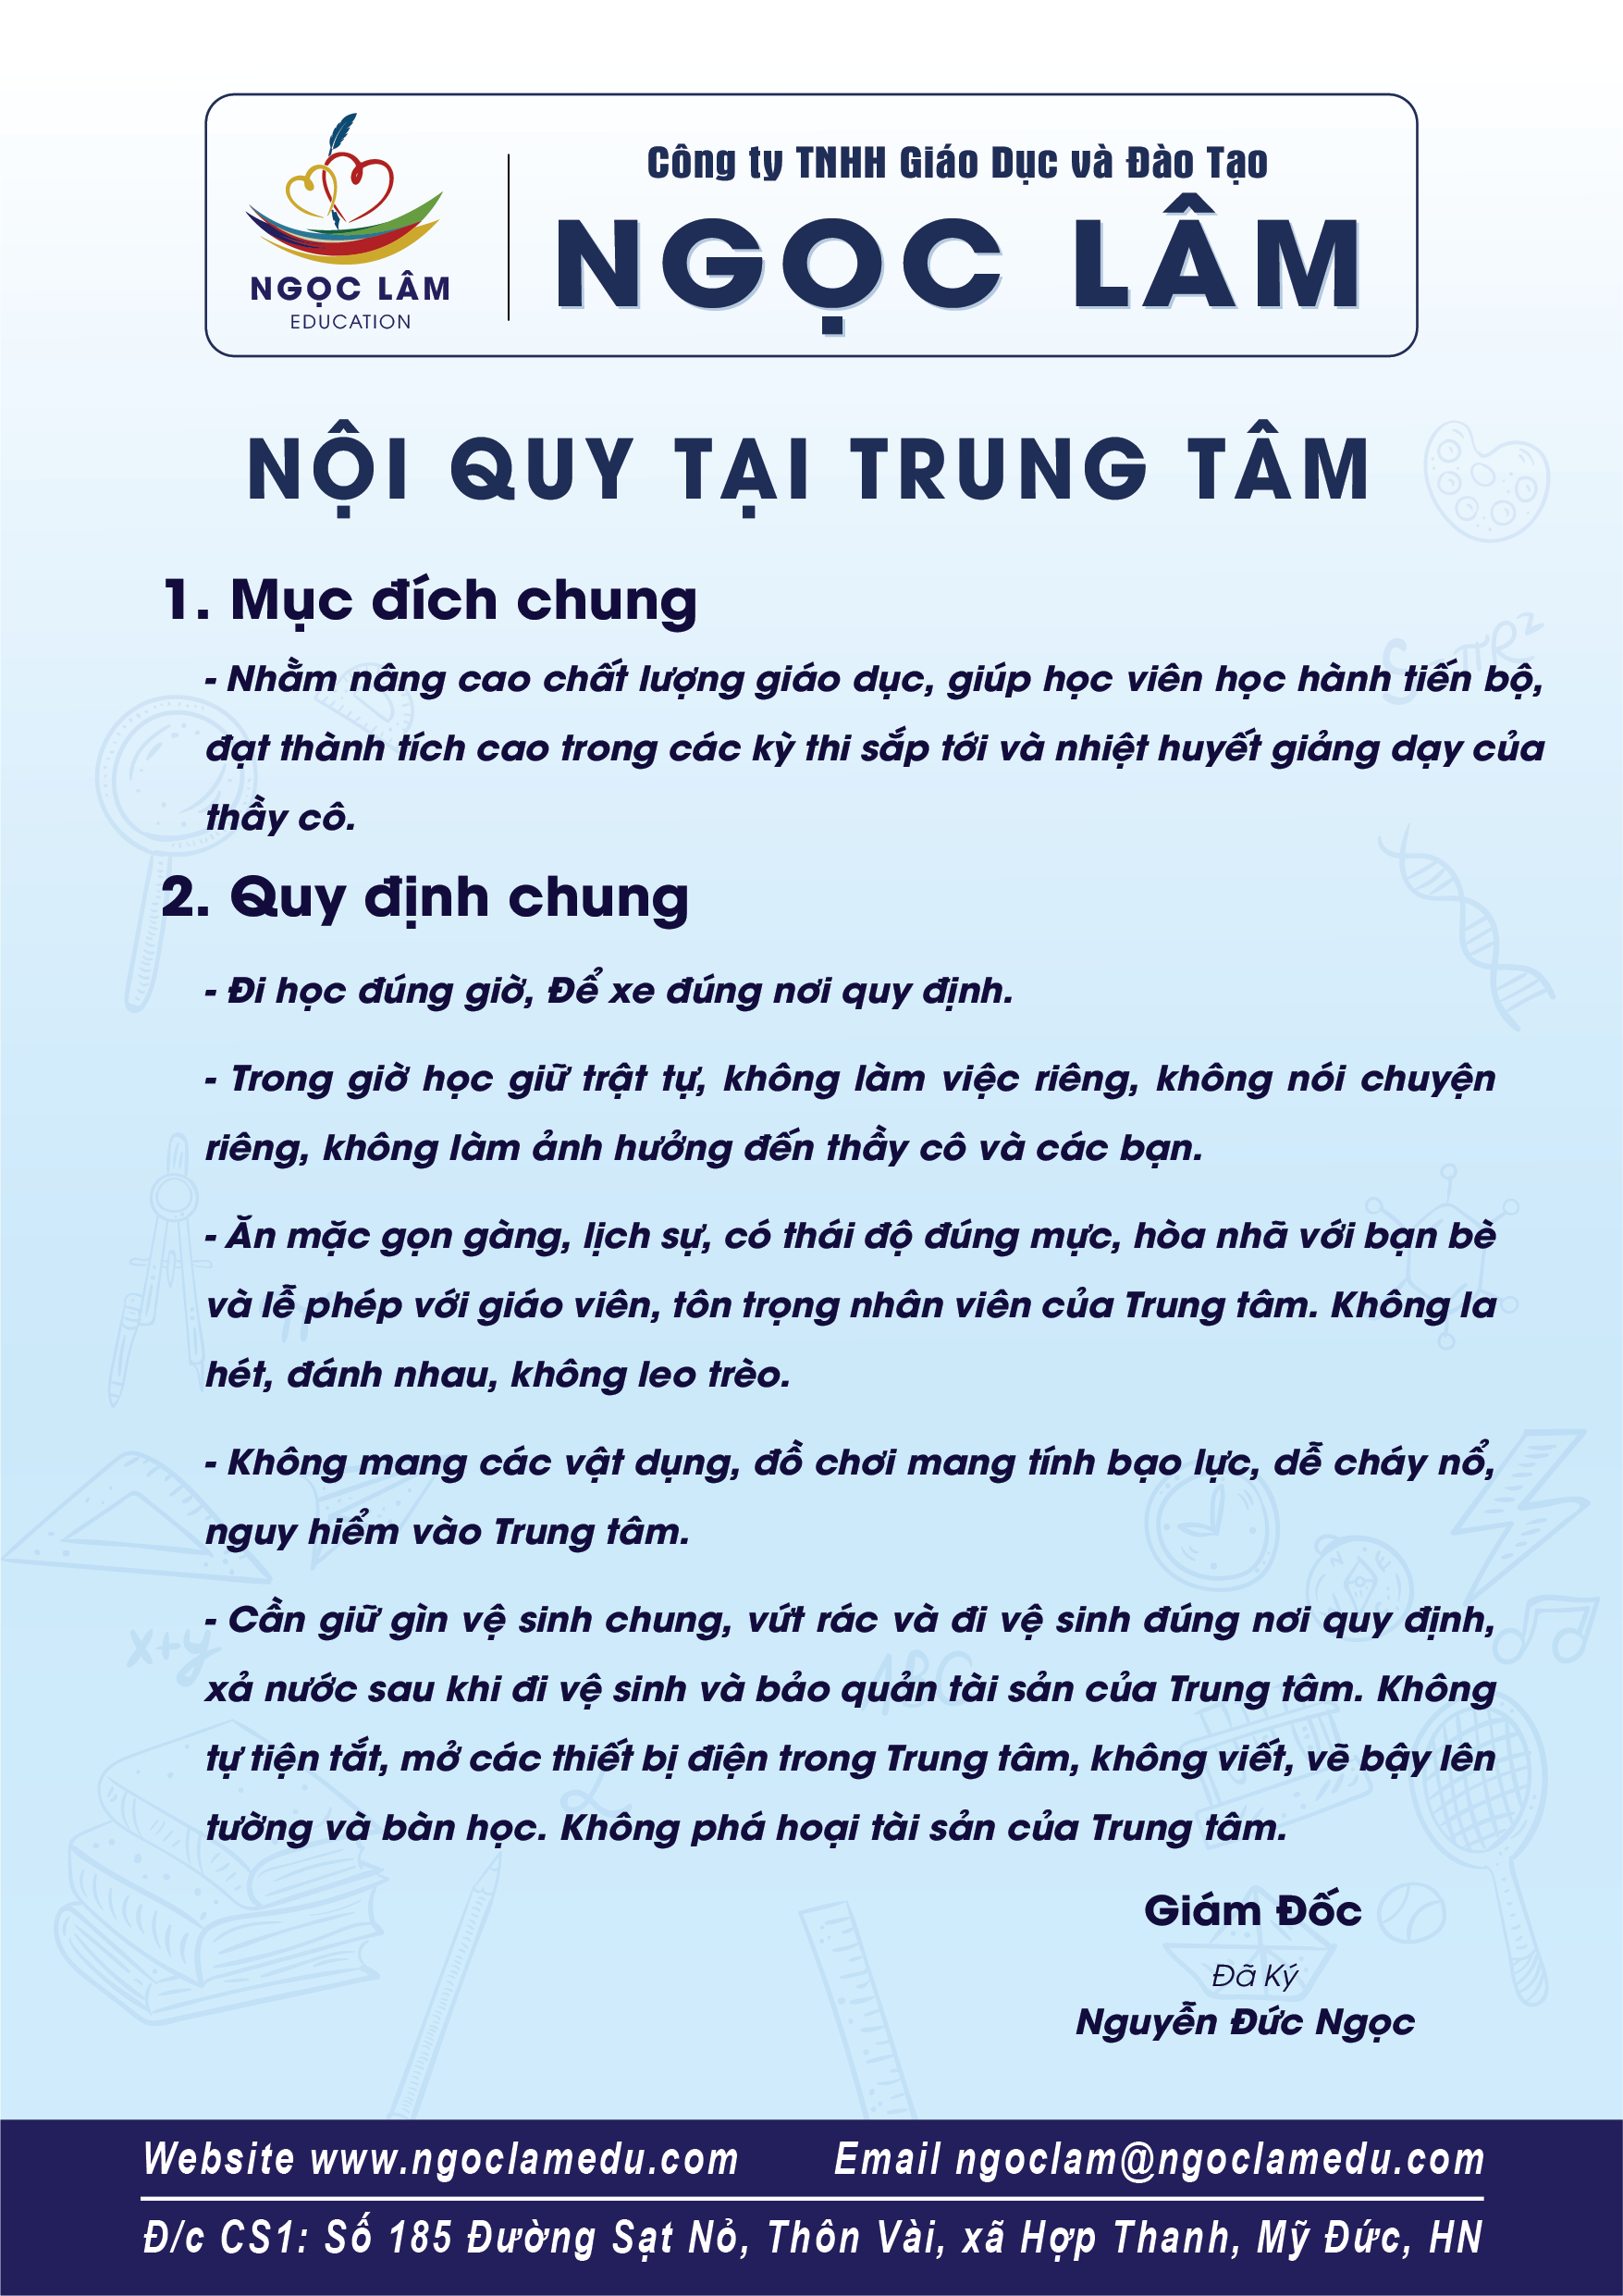 NGỌC LÂM
EDUCATION
Công ty TNHH Giáo Dục và Đào Tạo
NGỌC LÂM
NỘI QUY TẠI TRUNG TÂM
1. Mục đích chung
- Nhằm nâng cao chất lượng giáo dục, giúp học viên học hành tiến bộ,
đạt thành tích cao trong các kỳ thi sắp tới và nhiệt huyết giảng dạy của
thầy cô.
2. Quy định chung
- Đi học đúng giờ, Để xe đúng nơi quy định.
- Trong giờ học giữ trật tự, không làm việc riêng, không nói chuyện
riêng, không làm ảnh hưởng đến thầy cô và các bạn.
- Ăn mặc gọn gàng, lịch sự, có thái độ đúng mực, hòa nhã với bạn bè
và lễ phép với giáo viên, tôn trọng nhân viên của Trung tâm. Không la
hét, đánh nhau, không leo trèo.
- Không mang các vật dụng, đồ chơi mang tính bạo lực, dễ cháy nổ,
nguy hiểm vào Trung tâm.
- Cần giữ gìn vệ sinh chung, vứt rác và đi vệ sinh đúng nơi quy định,
xả nước sau khi đi vệ sinh và bảo quản tài sản của Trung tâm. Không
tự tiện tắt, mở các thiết bị điện trong Trung tâm, không viết, vẽ bậy lên
tường và bàn học. Không phá hoại tài sản của Trung tâm.
Giám Đốc
Đã Ký
Nguyễn Đức Ngọc
S=πR²
π
x+y
ABC
Website www.ngoclamedu.com Email ngoclam@ngoclamedu.com
Đ/c CS1: Số 185 Đường Sạt Nỏ, Thôn Vài, xã Hợp Thanh, Mỹ Đức, HN